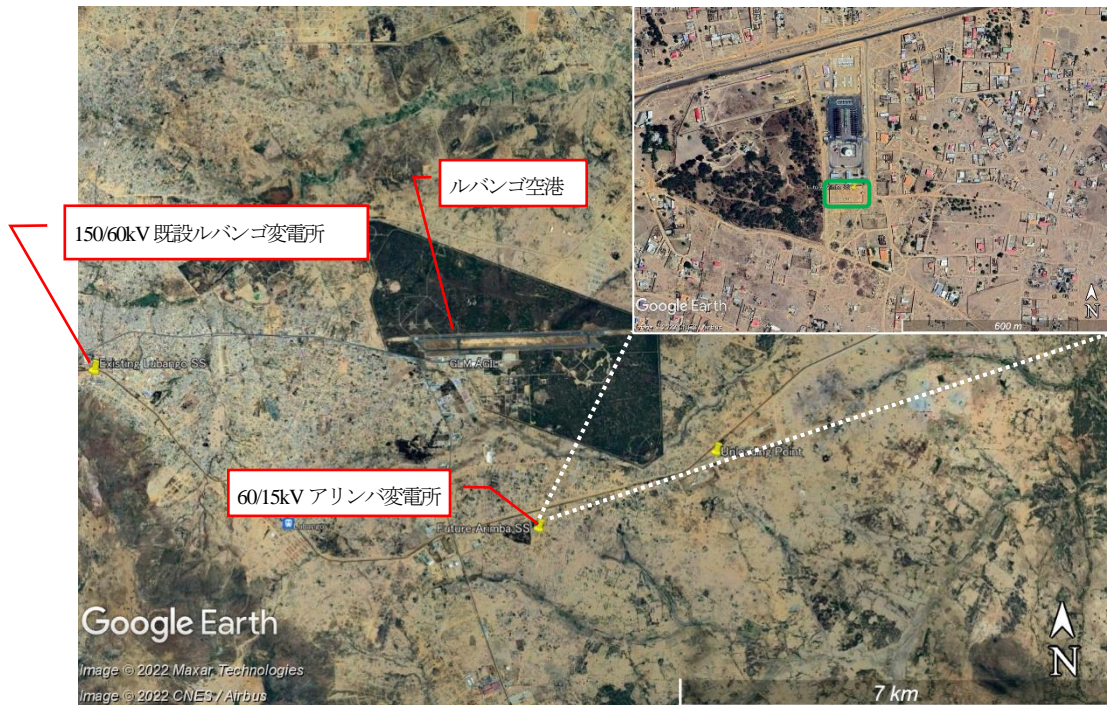 ルバンゴ空港
150/60kV 既設ルバンゴ変電所
Existing Lubango SS
60/15kV アリンバ変電所
Future Arimba SS
Unloading Point
Google Earth
Image © 2022 Maxar Technologies
Image © 2022 CNES / Airbus
7 km
N
Google Earth
600 m
N